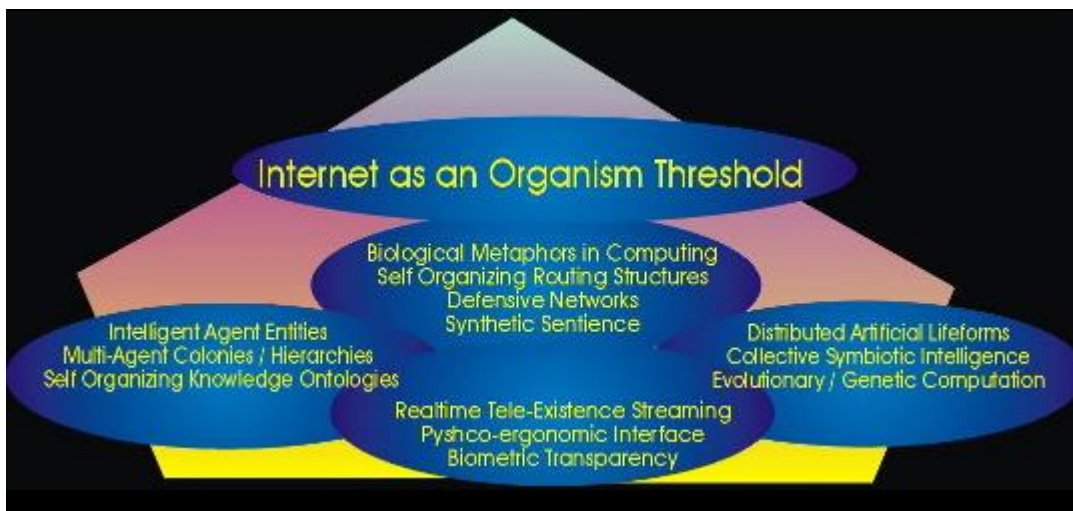 Internet as an Organism Threshold
Biological Metaphors in Computing
Self Organizing Routing Structures
Defensive Networks
Synthetic Sentience
Intelligent Agent Entities
Multi-Agent Colonies / Hierarchies
Self Organizing Knowledge Ontologies
Distributed Artificial Lifeforms
Collective Symbiotic Intelligence
Evolutionary / Genetic Computation
Realtime Tele-Existence Streaming
Pyshco-ergonomic Interface
Biometric Transparency